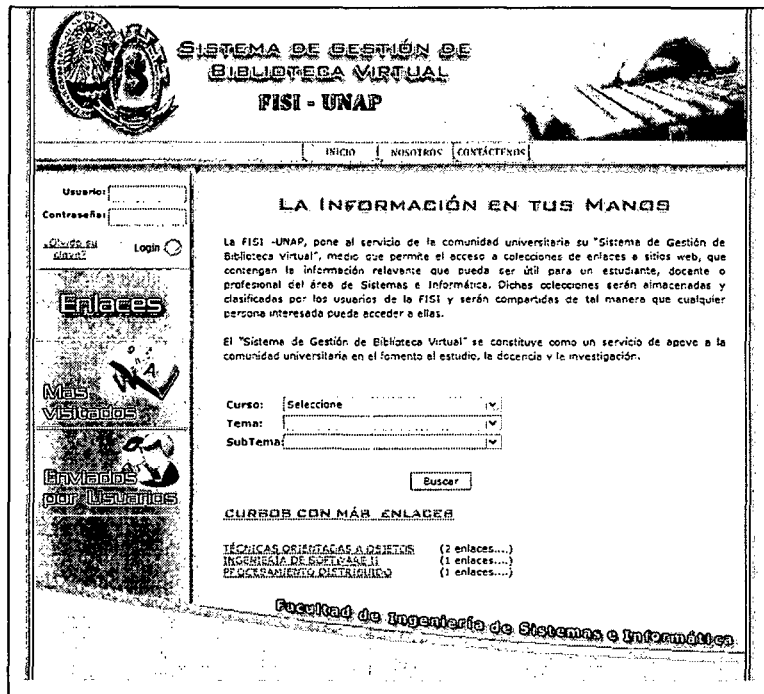 SISTEMA DE GESTIÓN DE
BIBLIOTECA VIRTUAL
FISI - UNAP
INICIO NOSOTROS CONTÁCTENOS
Usuario:
Contraseña:
¿Olvido su
clave?
Login
Enlaces
Más
visitados
Enviados
por Usuarios
LA INFORMACIÓN EN TUS MANOS
La FISI -UNAP, pone al servicio de la comunidad universitaria su "Sistema de Gestión de
Biblioteca Virtual", medio que permite el acceso a colecciones de enlaces a sitios web, que
contengan la información relevante que pueda ser útil para un estudiante, docente o
profesional del área de Sistemas e Informática. Dichas colecciones serán almacenadas y
clasificadas por los usuarios de la FISI y serán compartidas de tal manera que cualquier
persona interesada puede acceder a ellas.
El "Sistema de Gestión de Biblioteca Virtual" se constituye como un servicio de apoyo a la
comunidad universitaria en el fomento al estudio, la docencia y la investigación.
Curso: Seleccione
Tema:
SubTema:
Buscar
CURSOS CON MÁS ENLACES
TÉCNICAS ORIENTADAS A OBJETOS (2 enlaces....)
INGENIERÍA DE SOFTWARE II (1 enlaces....)
PROCESAMIENTO DISTRIBUIDO (1 enlaces....)
Facultad de Ingeniería de Sistemas e Informática